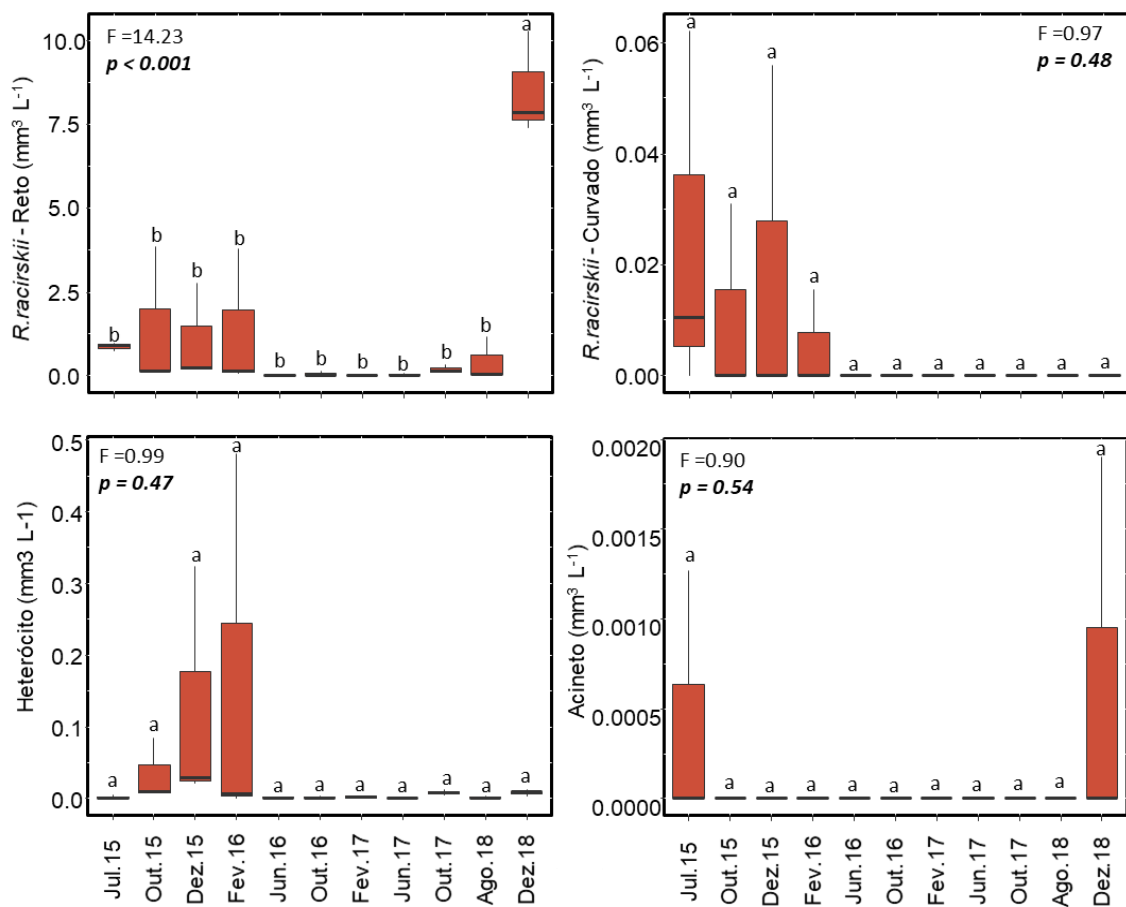 R.racirskii - Reto (mm³ L⁻¹)
F =14.23
p < 0.001
10.0
7.5
5.0
2.5
0.0
b
b
b
b
b
b
b
b
b
b
a
R.racirskii - Curvado (mm³ L⁻¹)
F =0.97
p = 0.48
0.06
0.04
0.02
0.00
a
a
a
a
a
a
a
a
a
a
a
Heterócito (mm3 L-1)
F =0.99
p = 0.47
0.5
0.4
0.3
0.2
0.1
0.0
a
a
a
a
a
a
a
a
a
a
a
Jul.15
Out.15
Dez.15
Fev.16
Jun.16
Out.16
Fev.17
Jun.17
Out.17
Ago.18
Dez.18
Acineto (mm³ L⁻¹)
F =0.90
p = 0.54
0.0020
0.0015
0.0010
0.0005
0.0000
a
a
a
a
a
a
a
a
a
a
a
Jul.15
Out.15
Dez.15
Fev.16
Jun.16
Out.16
Fev.17
Jun.17
Out.17
Ago.18
Dez.18